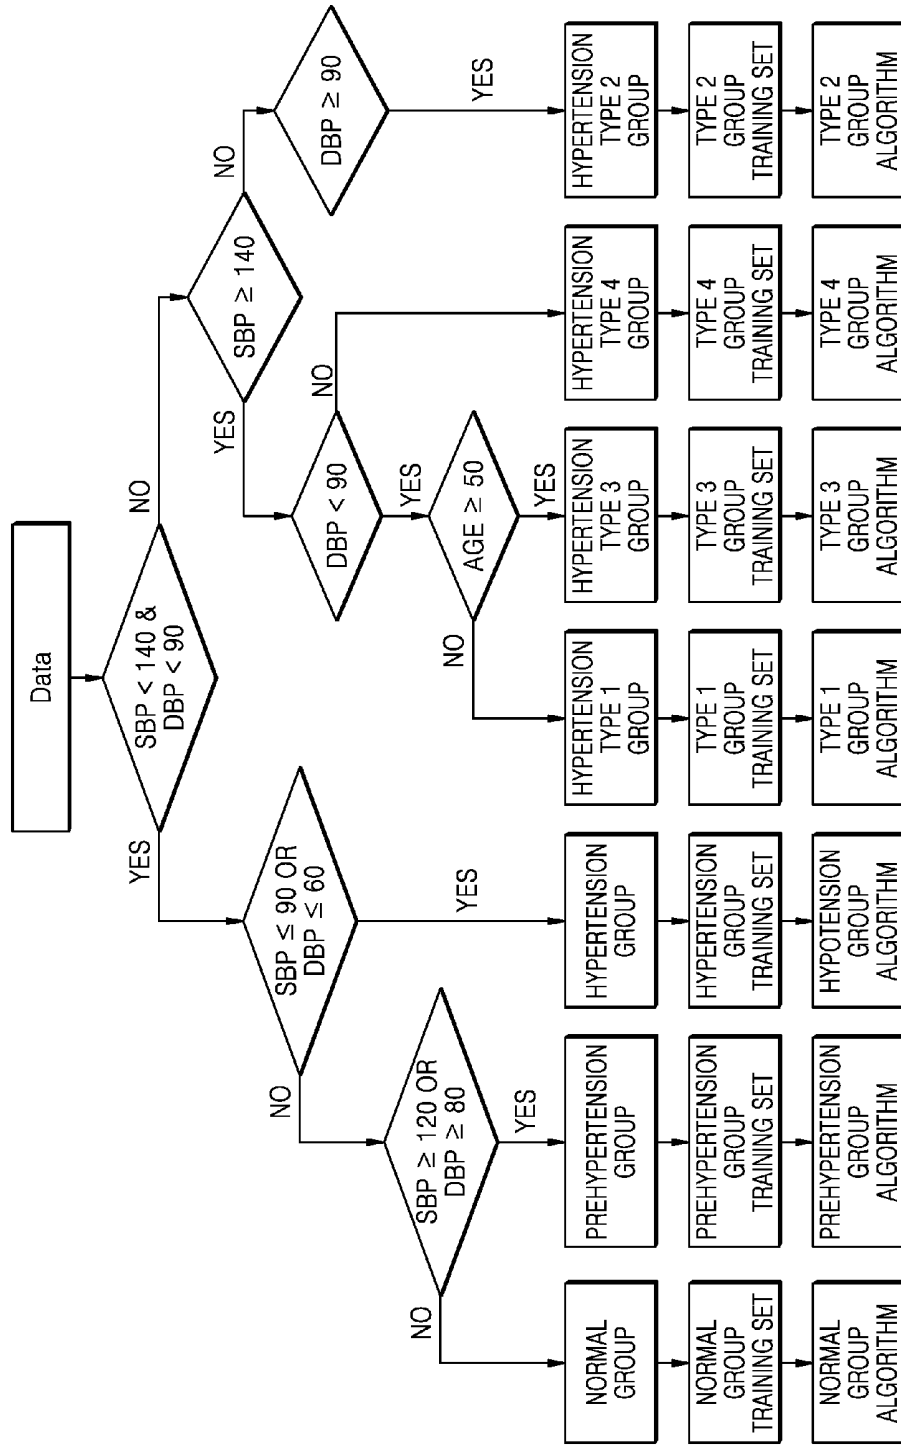 Data
SBP < 140 &
DBP < 90
YES
NO
SBP ≤ 90 OR
DBP ≤ 60
SBP ≥ 140
NO
YES
YES
NO
SBP ≥ 120 OR
DBP ≥ 80
DBP < 90
DBP ≥ 90
NO
YES
YES
NO
YES
AGE ≥ 50
NO
YES
NORMAL
GROUP
PREHYPERTENSION
GROUP
HYPERTENSION
GROUP
HYPERTENSION
TYPE 1
GROUP
HYPERTENSION
TYPE 3
GROUP
HYPERTENSION
TYPE 4
GROUP
HYPERTENSION
TYPE 2
GROUP
NORMAL
GROUP
TRAINING SET
PREHYPERTENSION
GROUP
TRAINING SET
HYPERTENSION
GROUP
TRAINING SET
TYPE 1
GROUP
TRAINING SET
TYPE 3
GROUP
TRAINING SET
TYPE 4
GROUP
TRAINING SET
TYPE 2
GROUP
TRAINING SET
NORMAL
GROUP
ALGORITHM
PREHYPERTENSION
GROUP
ALGORITHM
HYPOTENSION
GROUP
ALGORITHM
TYPE 1
GROUP
ALGORITHM
TYPE 3
GROUP
ALGORITHM
TYPE 4
GROUP
ALGORITHM
TYPE 2
GROUP
ALGORITHM